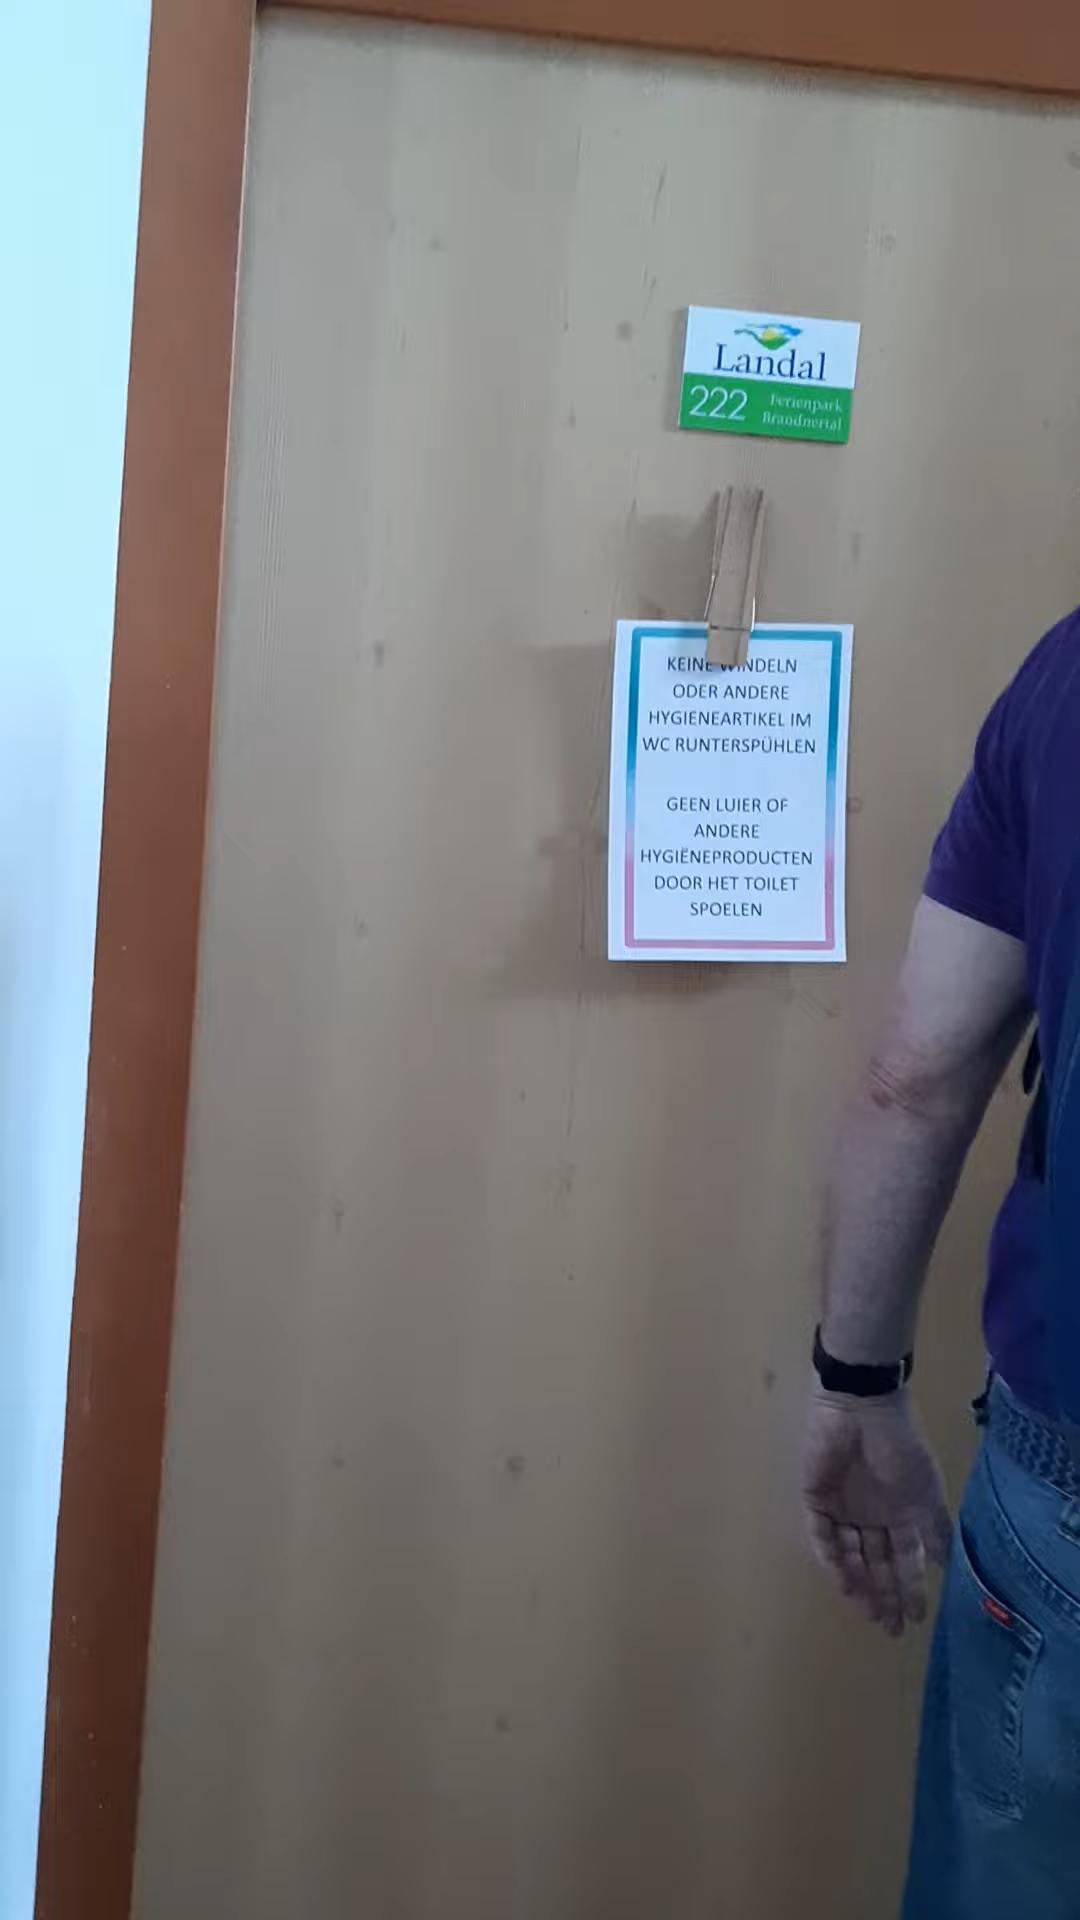 Landal
222
Ferienpark
Brandnertal
KEINE WINDELN
ODER ANDERE
HYGIENEARTIKEL IM
WC RUNTERSPÜHLEN
GEEN LUIER OF
ANDERE
HYGIËNEPRODUCTEN
DOOR HET TOILET
SPOELEN